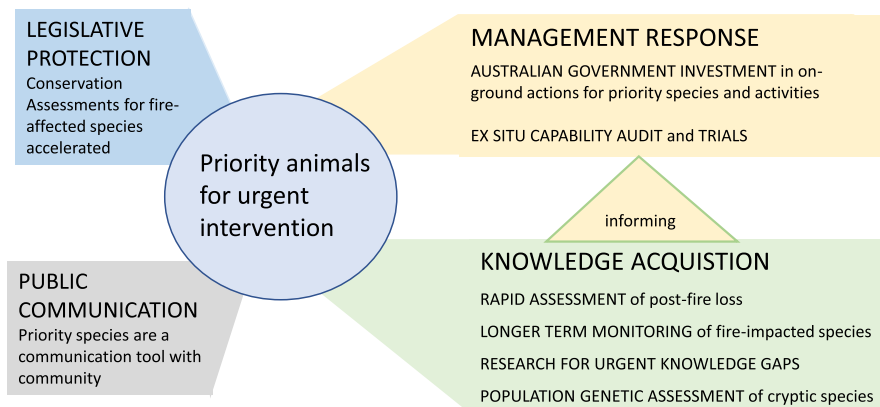 LEGISLATIVE
PROTECTION
Conservation
Assessments for fire-
affected species
accelerated
Priority animals
for urgent
intervention
PUBLIC
COMMUNICATION
Priority species are a
communication tool with
community
MANAGEMENT RESPONSE
AUSTRALIAN GOVERNMENT INVESTMENT in on-
ground actions for priority species and activities
EX SITU CAPABILITY AUDIT and TRIALS
informing
KNOWLEDGE ACQUISTION
RAPID ASSESSMENT of post-fire loss
LONGER TERM MONITORING of fire-impacted species
RESEARCH FOR URGENT KNOWLEDGE GAPS
POPULATION GENETIC ASSESSMENT of cryptic species